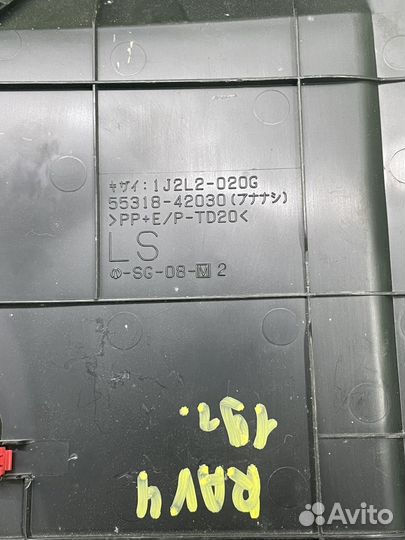 キザイ: 1J2L2-020G
55318-42030(アナナシ)
>PP+E/P-TD20<
LS
-SG-08-M 2
19г.
RAV4
Avito